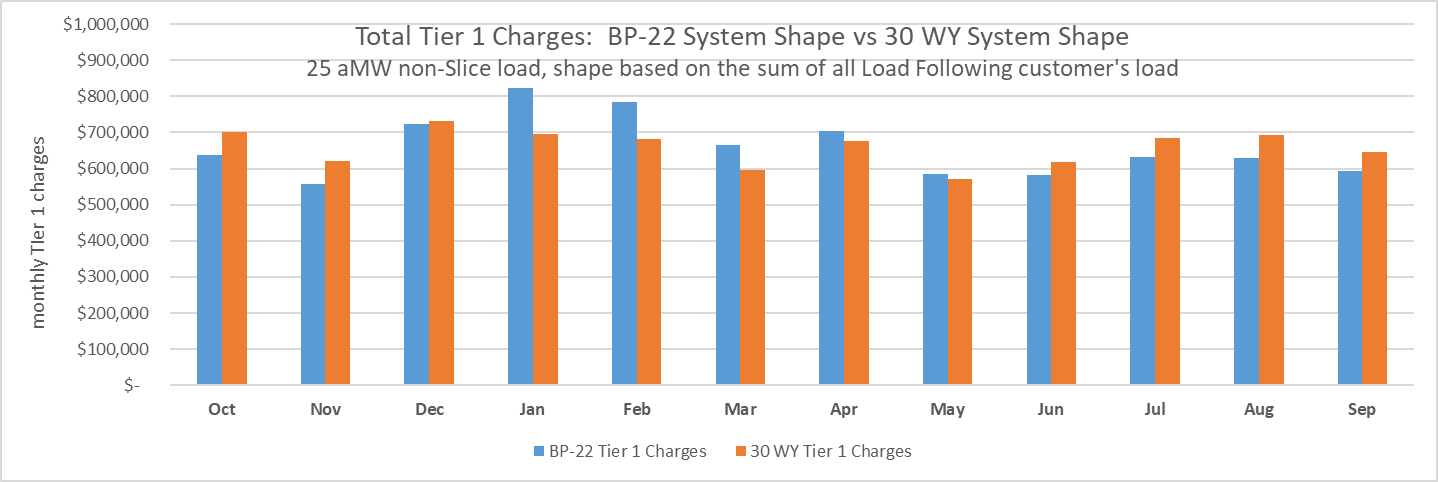 Total Tier 1 Charges:  BP-22 System Shape vs 30 WY System Shape
25 aMW non-Slice load, shape based on the sum of all Load Following customer's load
monthly TIer 1 charges
$1,000,000
$900,000
$800,000
$700,000
$600,000
$500,000
$400,000
$300,000
$200,000
$100,000
$-
Oct Nov Dec Jan Feb Mar Apr May Jun Jul Aug Sep
BP-22 Tier 1 Charges 30 WY Tier 1 Charges